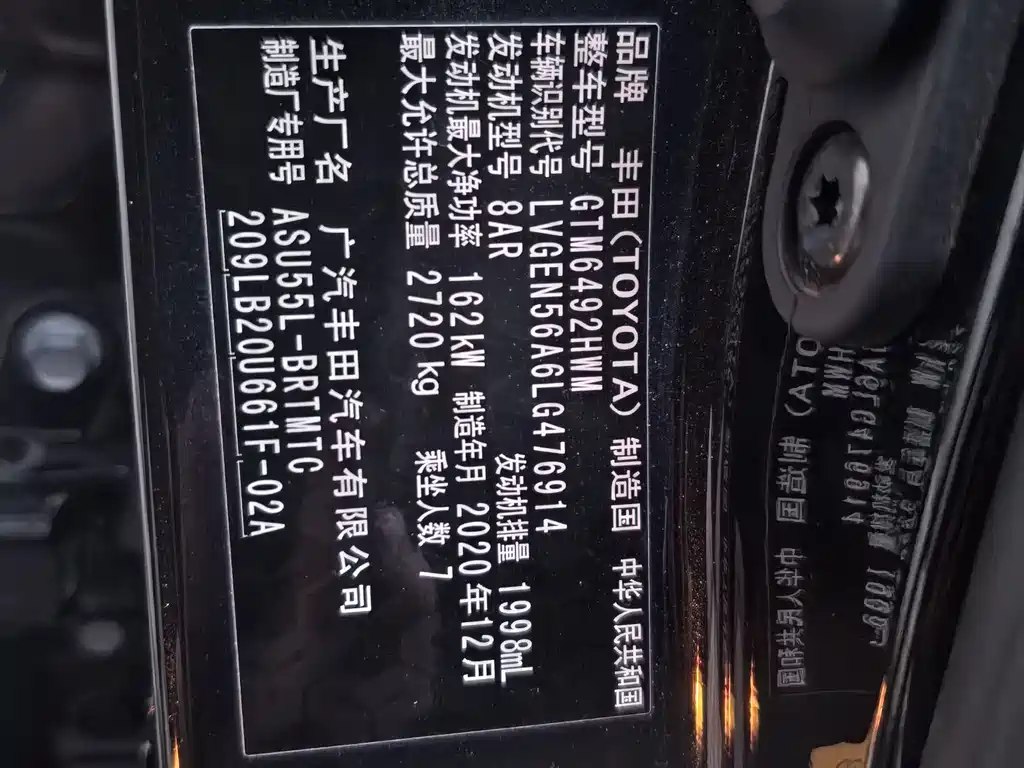 品牌 丰田(TOYOTA) 制造国 中华人民共和国
整车型号 GTM6492HWM
车辆识别代号 LVGEN56A6LG476914
发动机型号 8AR 发动机排量 1998mL
发动机最大净功率 162kW 制造年月 2020年12月
最大允许总质量 2720kg 乘坐人数 7
生产厂名 广汽丰田汽车有限公司
制造厂专用号 ASU55L-BRTMTC
209LB20U661F-02A